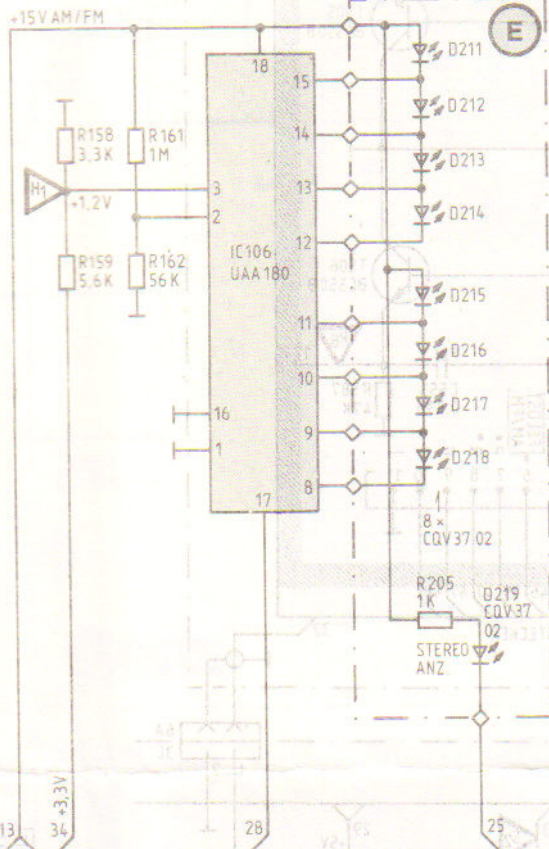 +15V AM/FM
E
D211
D212
D213
D214
D215
D216
D217
D218
18
15
14
13
12
11
10
9
8
3
2
16
1
17
IC106
UAA180
R158
3,3K
R161
1M
H1
+1,2V
R159
5,6K
R162
56K
8 ×
CQV 37.02
R205
1K
D219
CQV37
02
STEREO
ANZ.
+3,3V
13
34
28
25